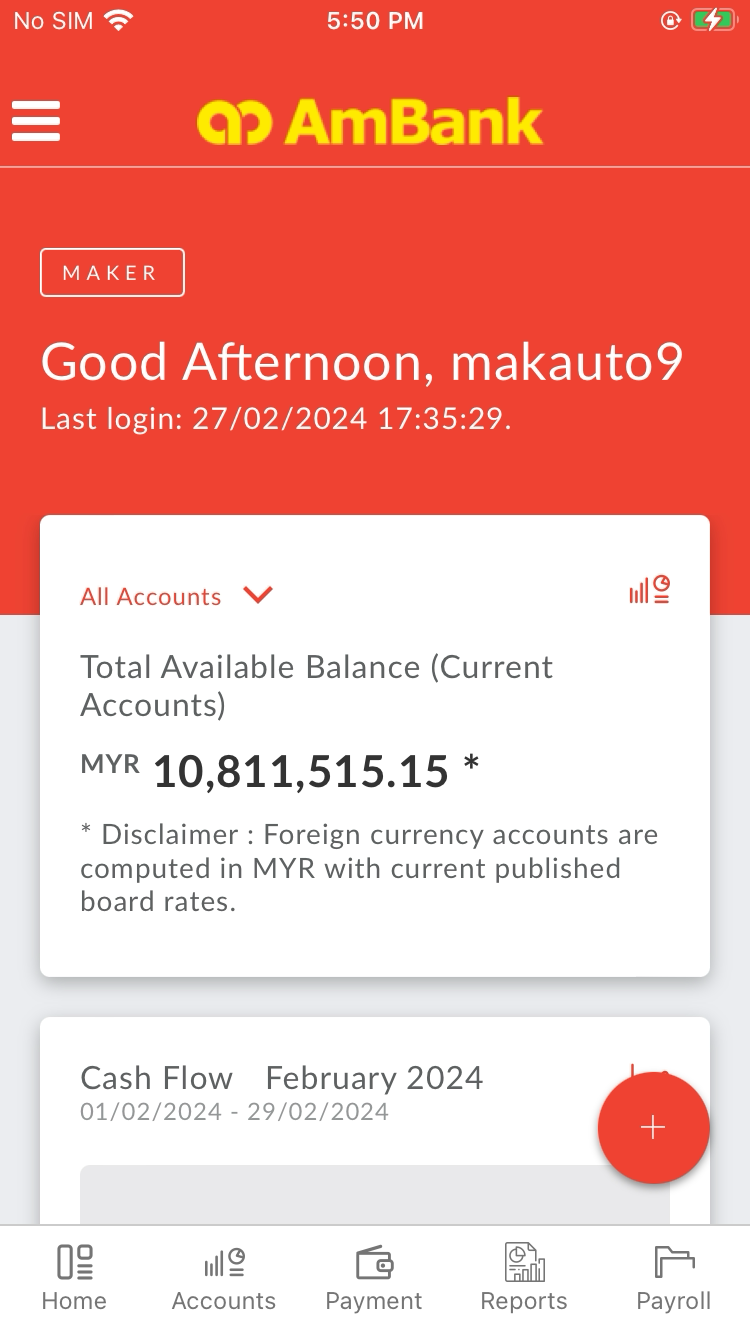 No SIM 5:50 PM
AmBank
MAKER
Good Afternoon, makauto9
Last login: 27/02/2024 17:35:29.
All Accounts
Total Available Balance (Current
Accounts)
MYR 10,811,515.15 *
* Disclaimer : Foreign currency accounts are
computed in MYR with current published
board rates.
Cash Flow February 2024
01/02/2024 - 29/02/2024
+
Home Accounts Payment Reports Payroll